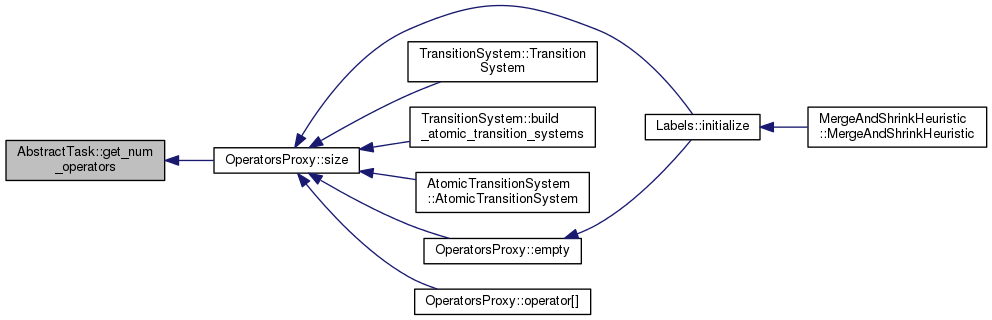 AbstractTask::get_num
_operators
OperatorsProxy::size
TransitionSystem::Transition
System
TransitionSystem::build
_atomic_transition_systems
AtomicTransitionSystem
::AtomicTransitionSystem
OperatorsProxy::empty
OperatorsProxy::operator[]
Labels::initialize
MergeAndShrinkHeuristic
::MergeAndShrinkHeuristic